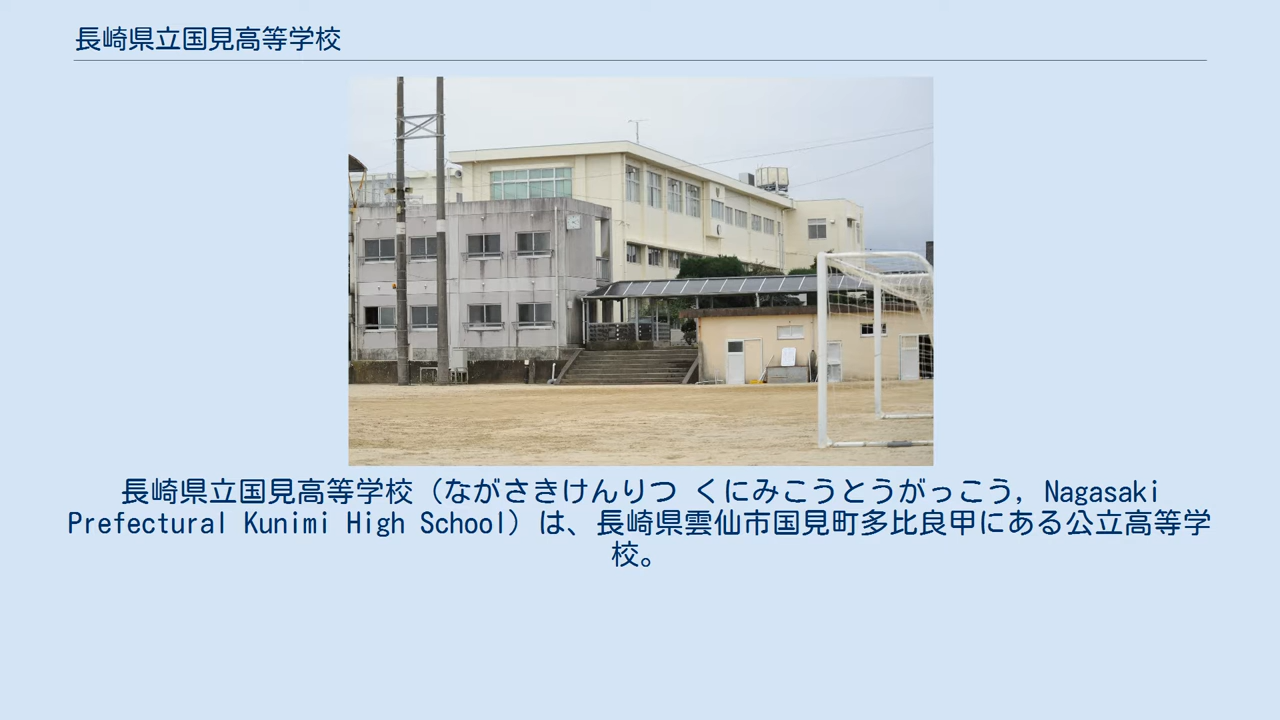 長崎県立国見高等学校
長崎県立国見高等学校（ながさきけんりつ くにみこうとうがっこう, Nagasaki
Prefectural Kunimi High School）は、長崎県雲仙市国見町多比良甲にある公立高等学
校。